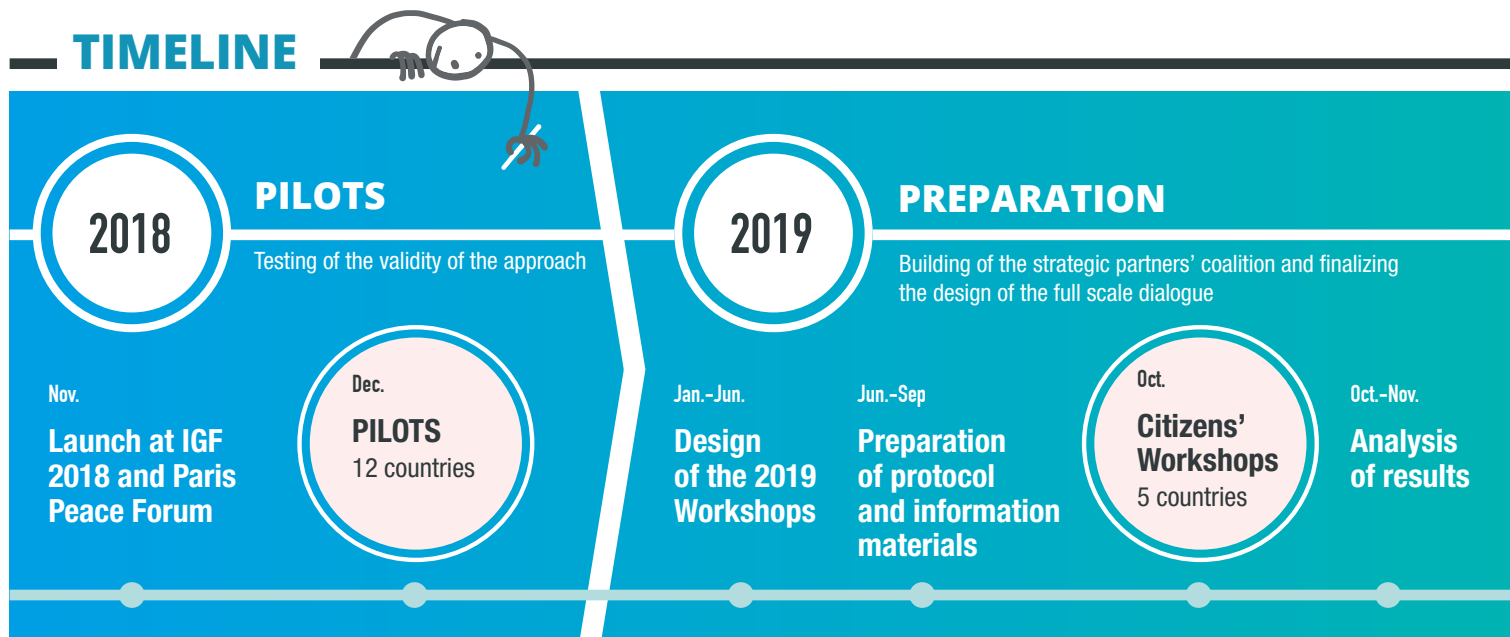 TIMELINE
2018
PILOTS
Testing of the validity of the approach
Nov.
Launch at IGF
2018 and Paris
Peace Forum
Dec.
PILOTS
12 countries
2019
PREPARATION
Building of the strategic partners’ coalition and finalizing
the design of the full scale dialogue
Jan.-Jun.
Design
of the 2019
Workshops
Jun.-Sep
Preparation
of protocol
and information
materials
Oct.
Citizens’
Workshops
5 countries
Oct.-Nov.
Analysis
of results